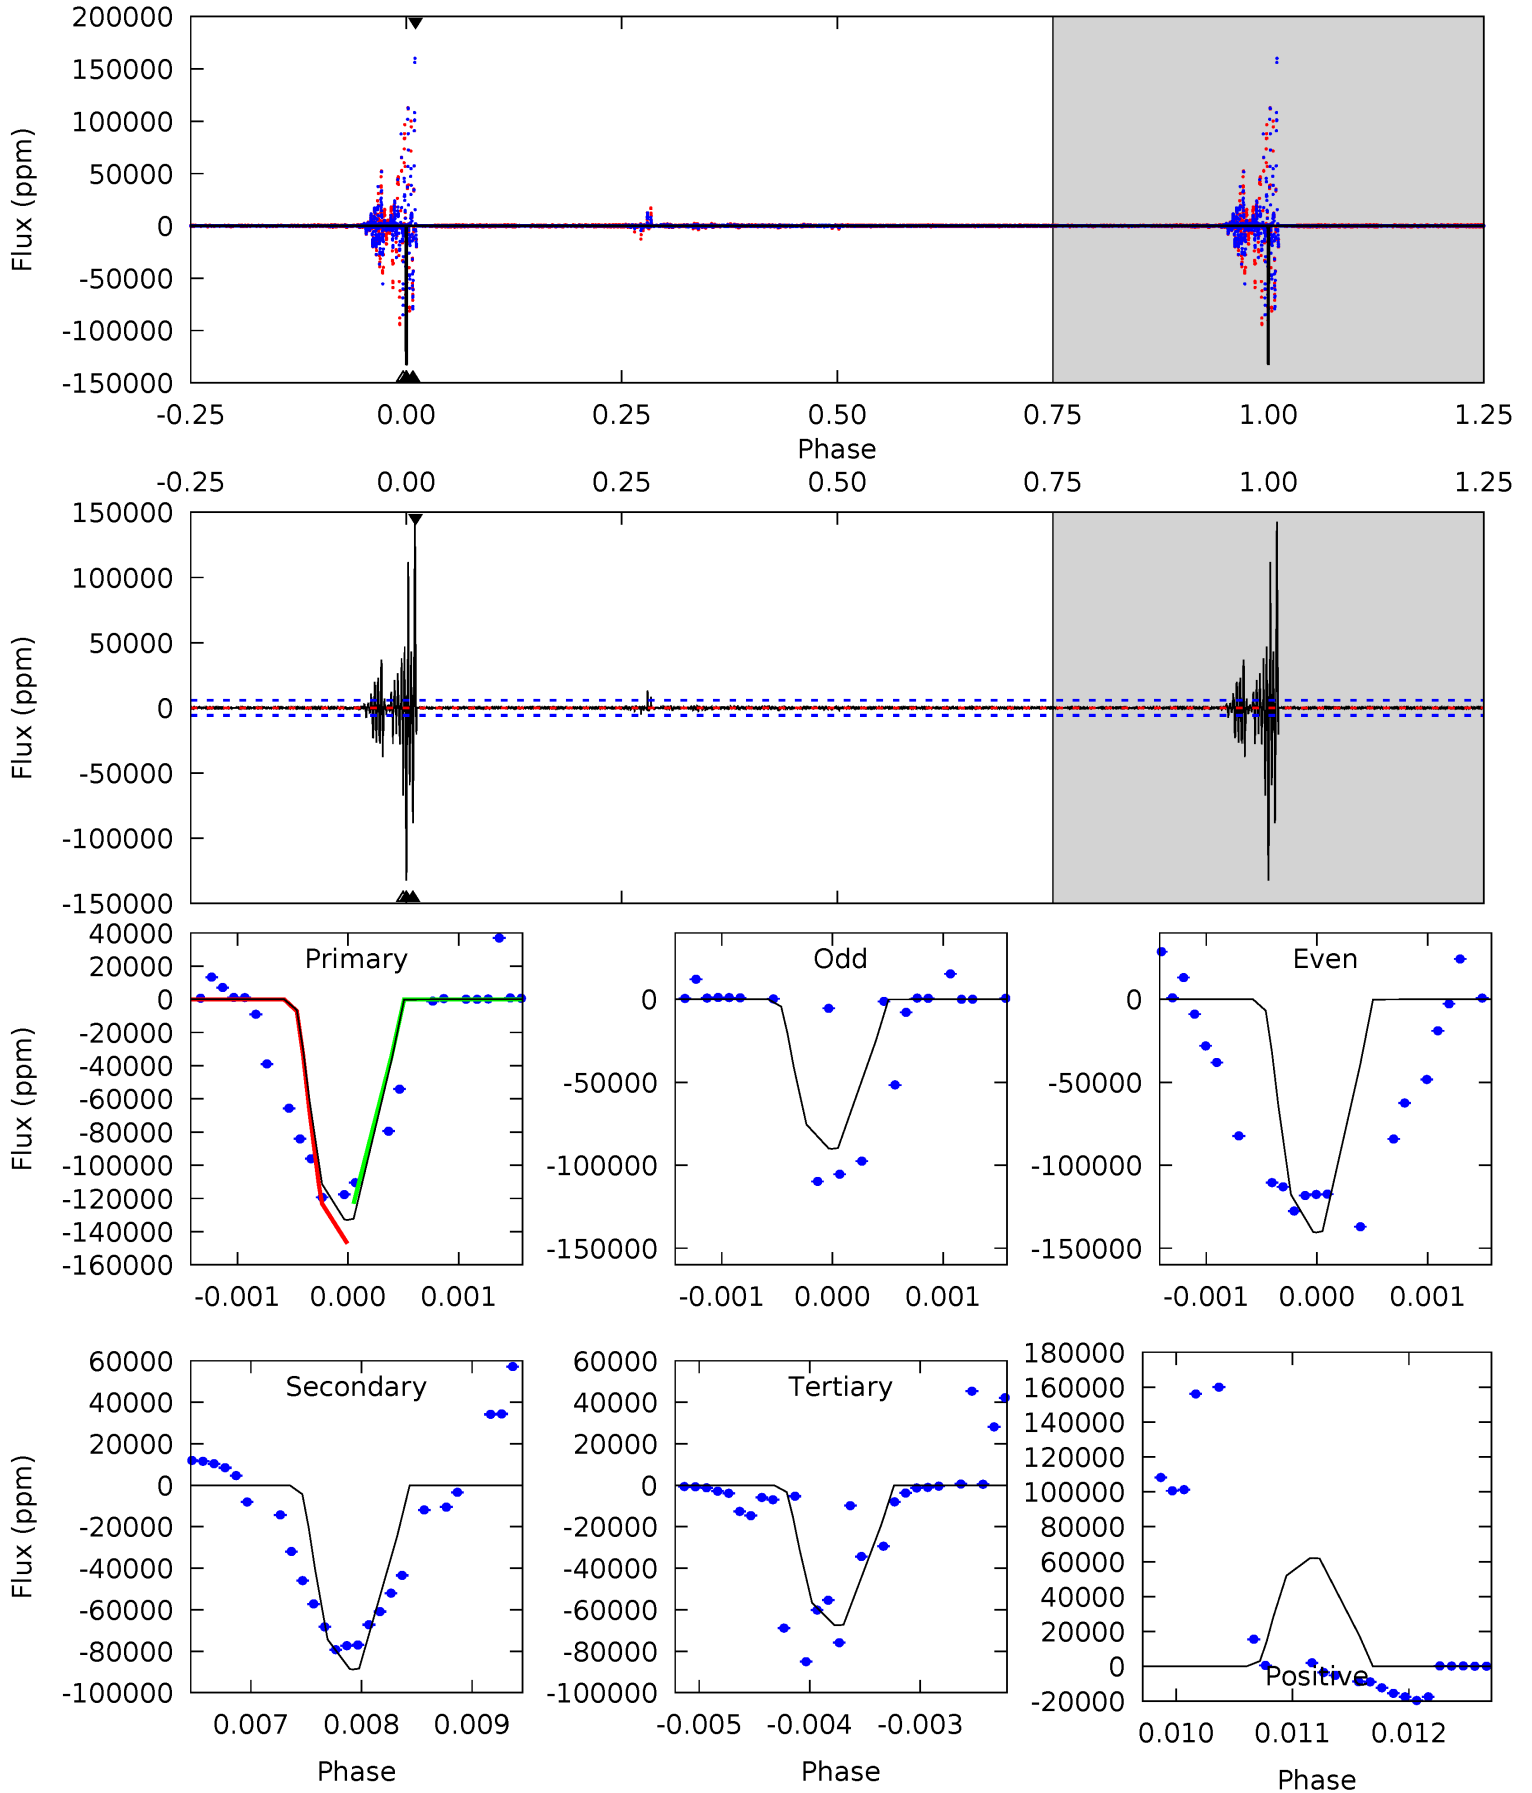 200000
150000
100000
50000
0
-50000
-100000
-150000
Flux (ppm)
-0.25 0.00 0.25 0.50 0.75 1.00 1.25
Phase
-0.25 0.00 0.25 0.50 0.75 1.00 1.25
150000
100000
50000
0
-50000
-100000
-150000
Flux (ppm)
Primary
40000
20000
0
-20000
-40000
-60000
-80000
-100000
-120000
-140000
-160000
Flux (ppm)
-0.001 0.000 0.001
Odd
0
-50000
-100000
-150000
-0.001 0.000 0.001
Even
0
-50000
-100000
-150000
-0.001 0.000 0.001
Secondary
60000
40000
20000
0
-20000
-40000
-60000
-80000
-100000
Flux (ppm)
0.007 0.008 0.009
Phase
Tertiary
60000
40000
20000
0
-20000
-40000
-60000
-80000
-100000
-0.005 -0.004 -0.003
Phase
180000
160000
140000
120000
100000
80000
60000
40000
20000
0
-20000
Positive
0.010 0.011 0.012
Phase